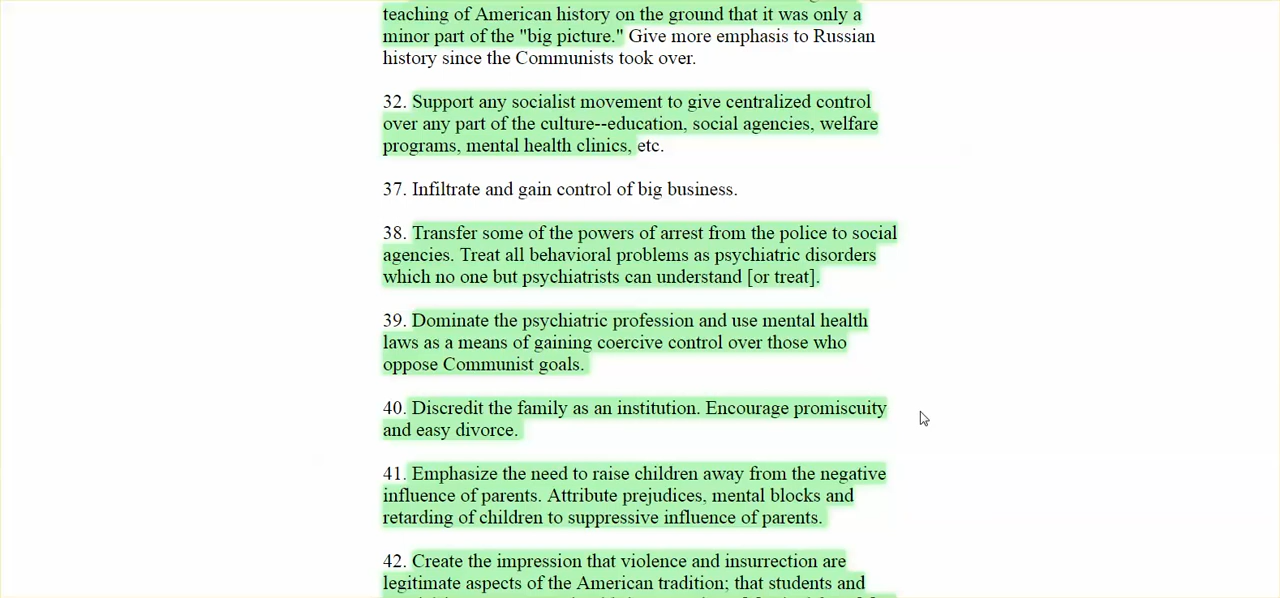 teaching of American history on the ground that it was only a
minor part of the "big picture." Give more emphasis to Russian
history since the Communists took over.
32. Support any socialist movement to give centralized control
over any part of the culture--education, social agencies, welfare
programs, mental health clinics, etc.
37. Infiltrate and gain control of big business.
38. Transfer some of the powers of arrest from the police to social
agencies. Treat all behavioral problems as psychiatric disorders
which no one but psychiatrists can understand [or treat].
39. Dominate the psychiatric profession and use mental health
laws as a means of gaining coercive control over those who
oppose Communist goals.
40. Discredit the family as an institution. Encourage promiscuity
and easy divorce.
41. Emphasize the need to raise children away from the negative
influence of parents. Attribute prejudices, mental blocks and
retarding of children to suppressive influence of parents.
42. Create the impression that violence and insurrection are
legitimate aspects of the American tradition; that students and